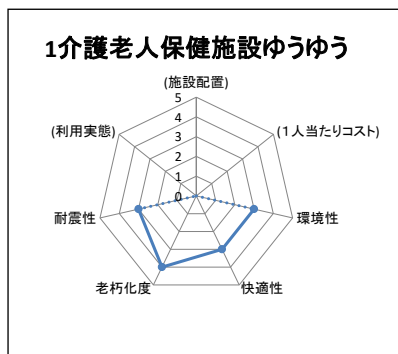 1介護老人保健施設ゆうゆう
(施設配置)
5
4
3
2
1
0
(利用実態)
(１人当たりコスト)
耐震性
環境性
老朽化度
快適性